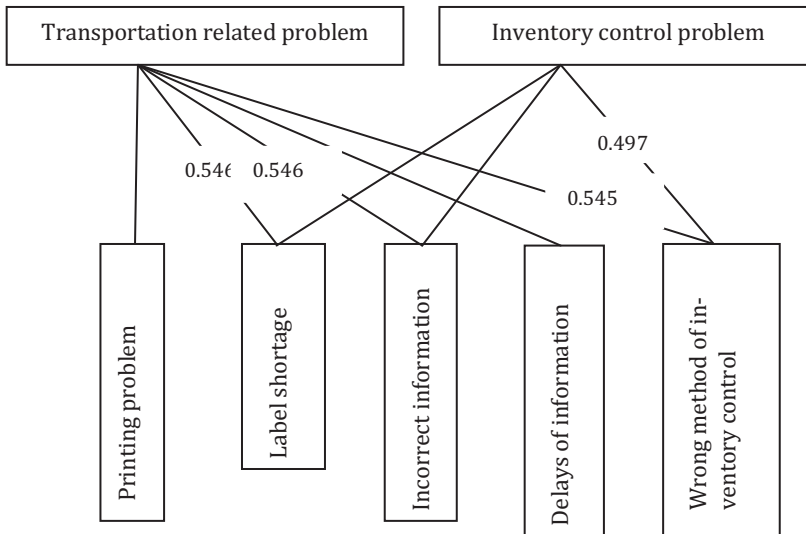 Transportation related problem
Inventory control problem
0.497
0.546
0.546
0.545
Printing problem
Label shortage
Incorrect information
Delays of information
Wrong method of in-
ventory control